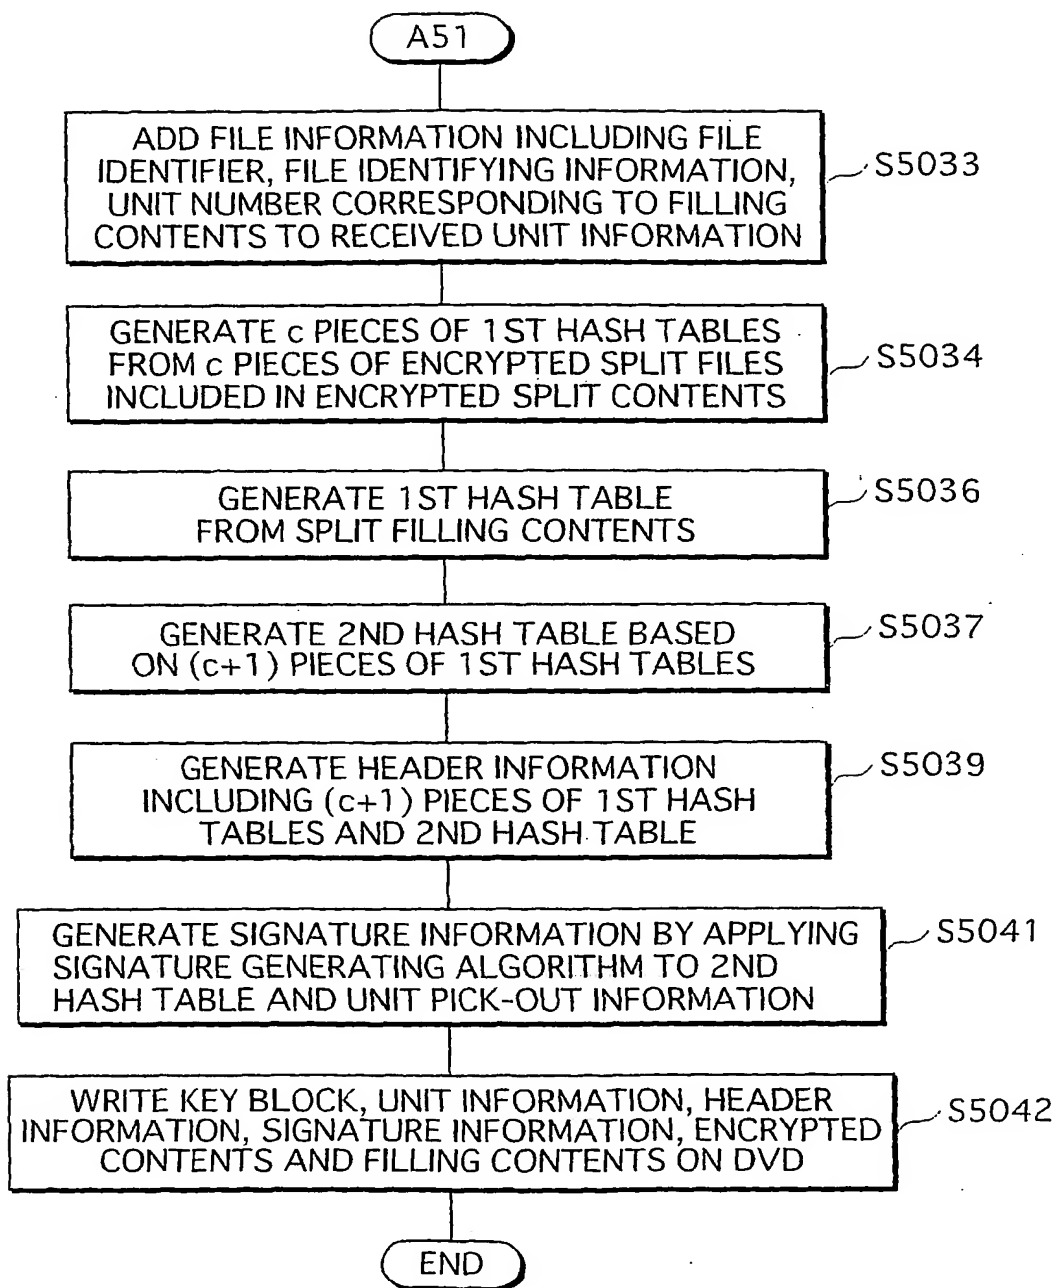 A51
ADD FILE INFORMATION INCLUDING FILE
IDENTIFIER, FILE IDENTIFYING INFORMATION,
UNIT NUMBER CORRESPONDING TO FILLING
CONTENTS TO RECEIVED UNIT INFORMATION
S5033
GENERATE c PIECES OF 1ST HASH TABLES
FROM c PIECES OF ENCRYPTED SPLIT FILES
INCLUDED IN ENCRYPTED SPLIT CONTENTS
S5034
GENERATE 1ST HASH TABLE
FROM SPLIT FILLING CONTENTS
S5036
GENERATE 2ND HASH TABLE BASED
ON (c+1) PIECES OF 1ST HASH TABLES
S5037
GENERATE HEADER INFORMATION
INCLUDING (c+1) PIECES OF 1ST HASH
TABLES AND 2ND HASH TABLE
S5039
GENERATE SIGNATURE INFORMATION BY APPLYING
SIGNATURE GENERATING ALGORITHM TO 2ND
HASH TABLE AND UNIT PICK-OUT INFORMATION
S5041
WRITE KEY BLOCK, UNIT INFORMATION, HEADER
INFORMATION, SIGNATURE INFORMATION, ENCRYPTED
CONTENTS AND FILLING CONTENTS ON DVD
S5042
END